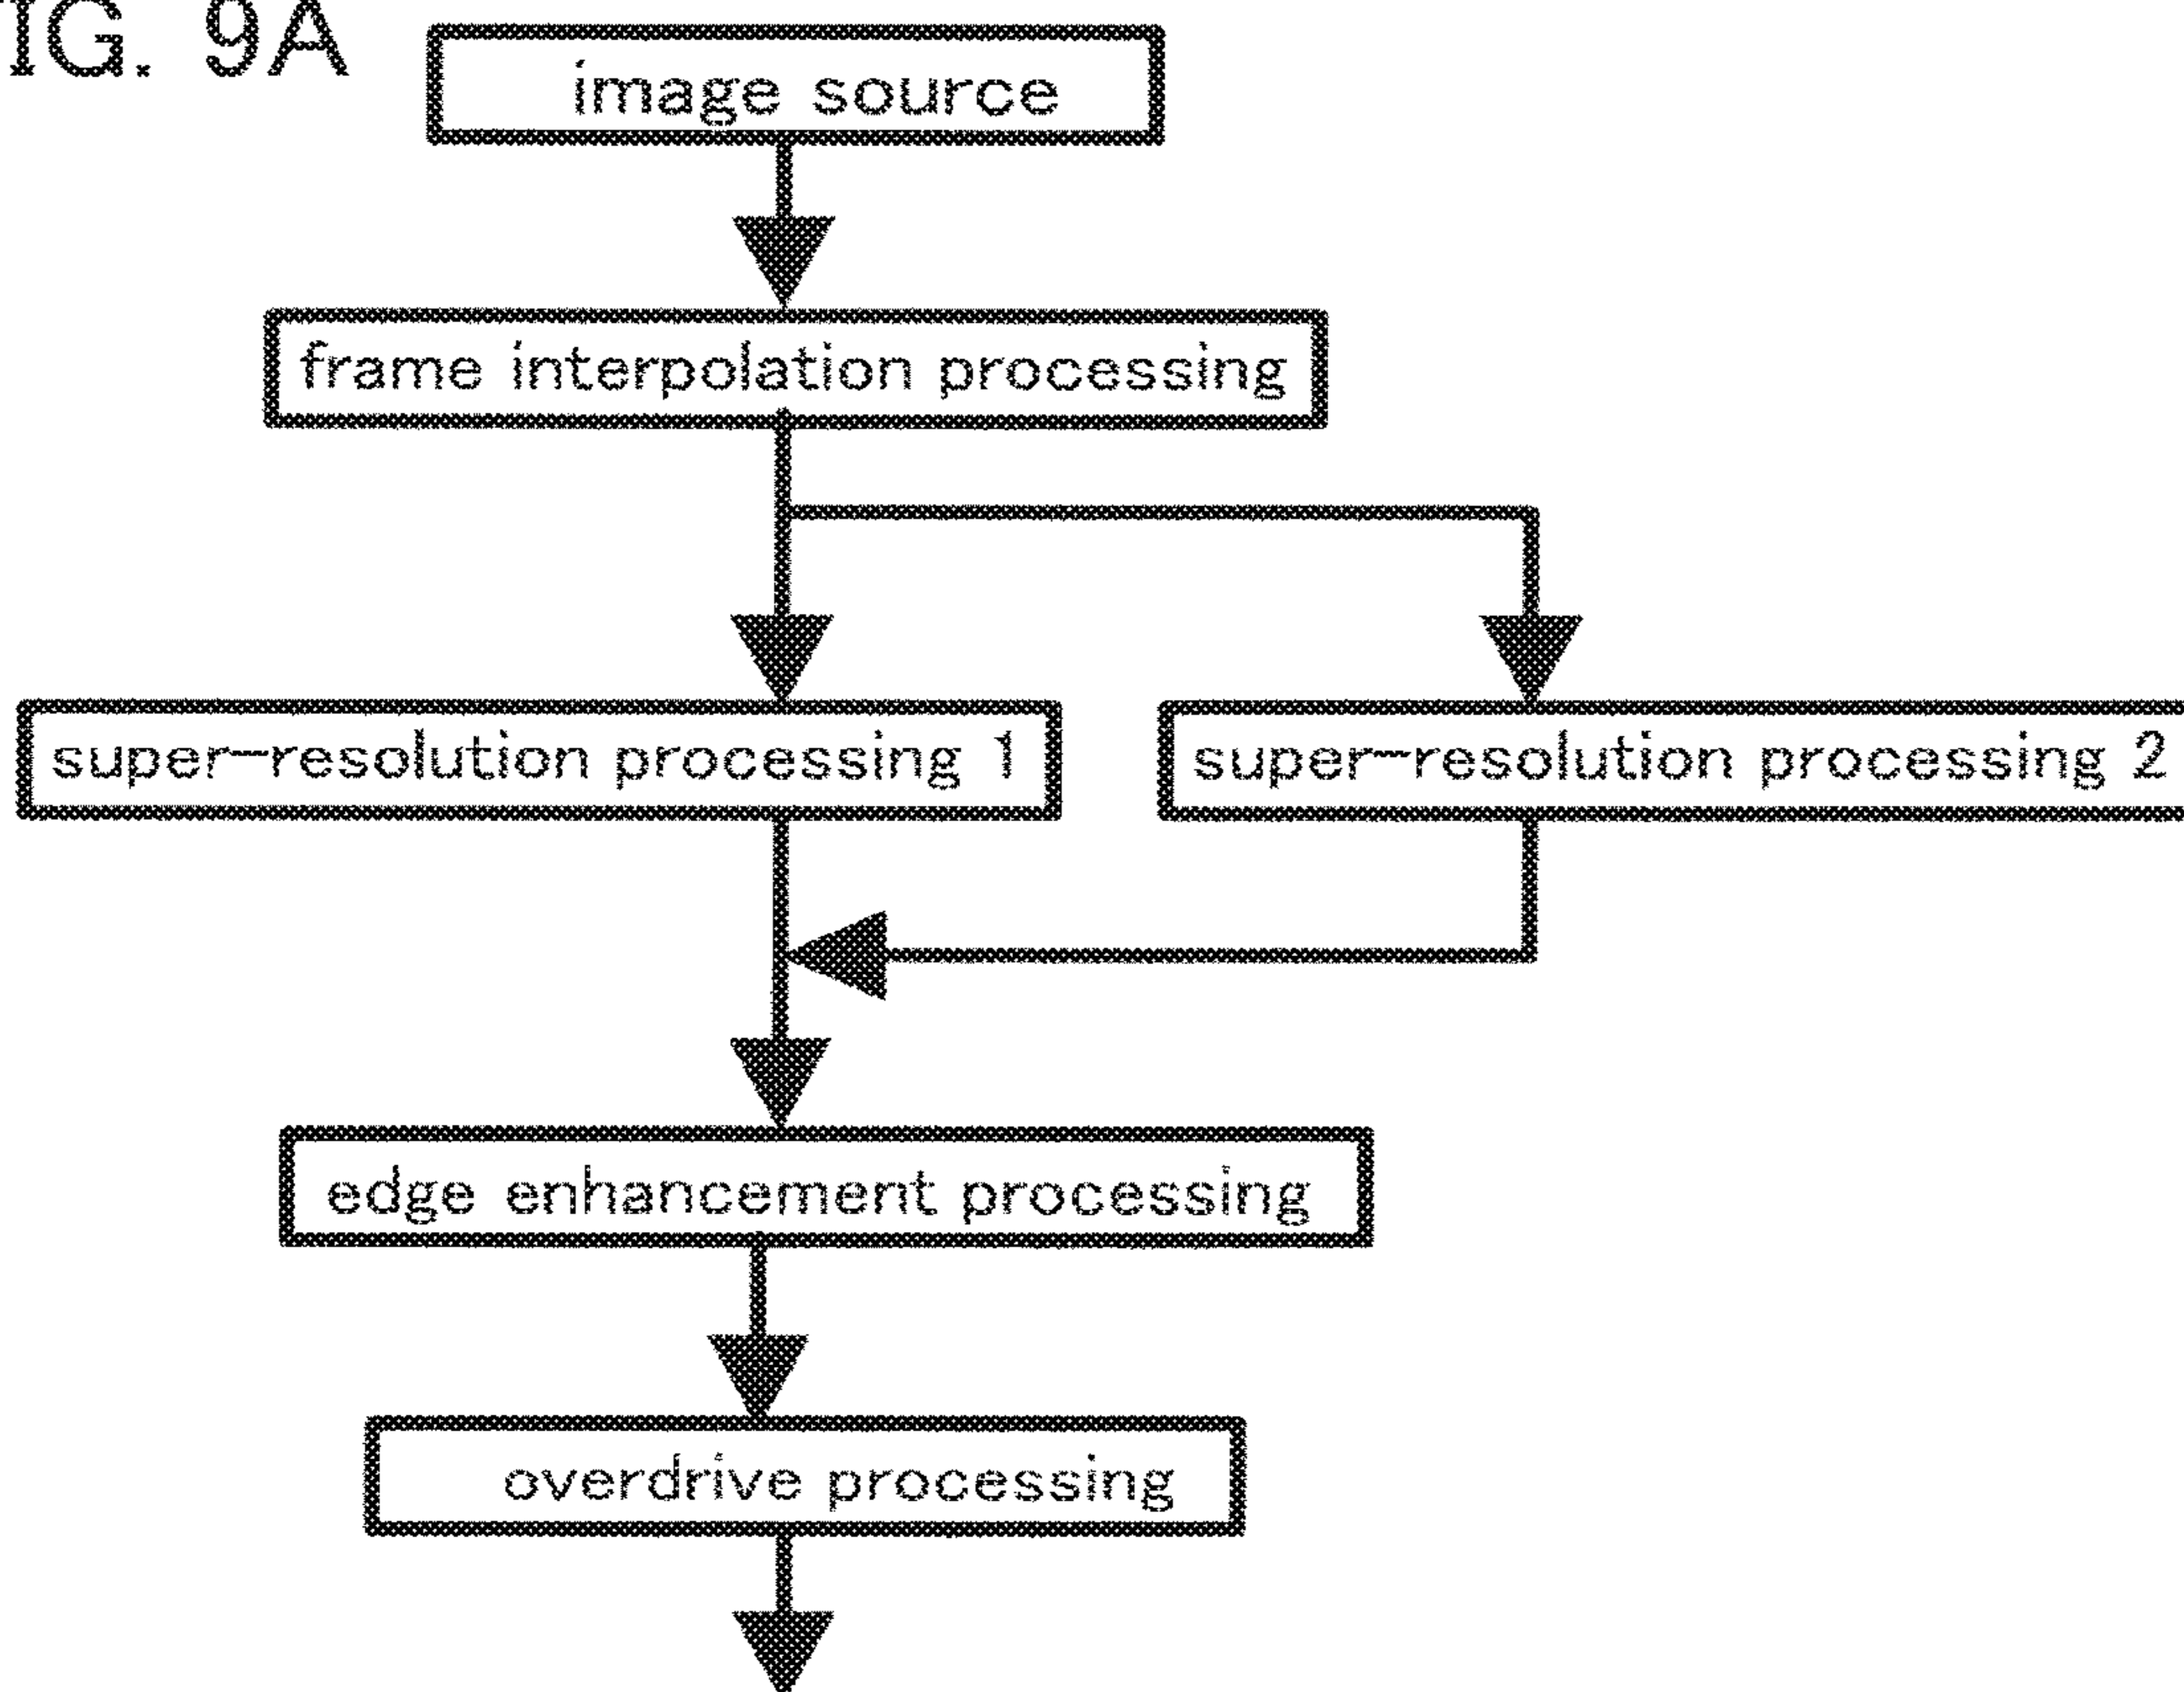 FIG. 9A
image source
frame interpolation processing
super-resolution processing 1
super-resolution processing 2
edge enhancement processing
overdrive processing